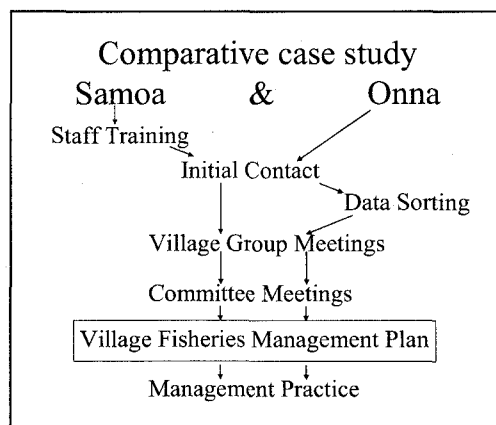 Comparative case study
Samoa & Onna
Staff Training
Initial Contact
Data Sorting
Village Group Meetings
Committee Meetings
Village Fisheries Management Plan
Management Practice